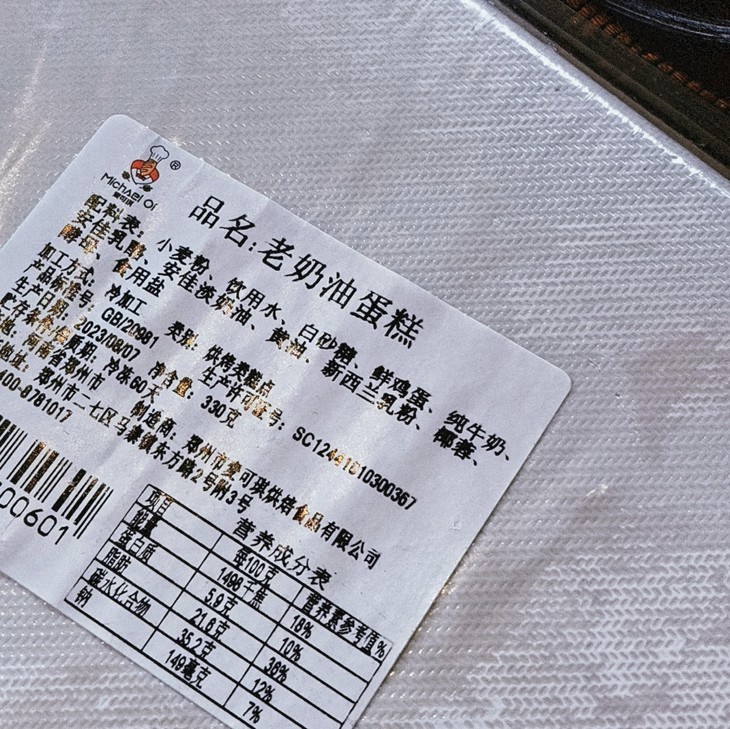 Michael Qi
®
品名:老奶油蛋糕
配料表: 小麦粉、饮用水、白砂糖、鲜鸡蛋、纯牛奶、
安佳乳酪、安佳淡奶油、黄油、新西兰乳粉、椰蓉、
酵母、食用盐
加工方式: 冷加工 类别: 烘烤类糕点
产品标准号: GB/20981 生产许可证号: SC12441010300367
生产日期: 2023/08/07 净含量: 330克
贮存条件 质期: 冷冻60天 制造商: 郑州市麦可琪烘焙食品有限公司
地: 河南省郑州市
地址: 郑州市二七区马寨镇东方路2号附3号
400-8781017
00601
营养成分表
项目 每100克 营养素参考值%
能量 1496千焦 18%
蛋白质 5.9克 10%
脂肪 21.6克 36%
碳水化合物 35.2克 12%
钠 149毫克 7%